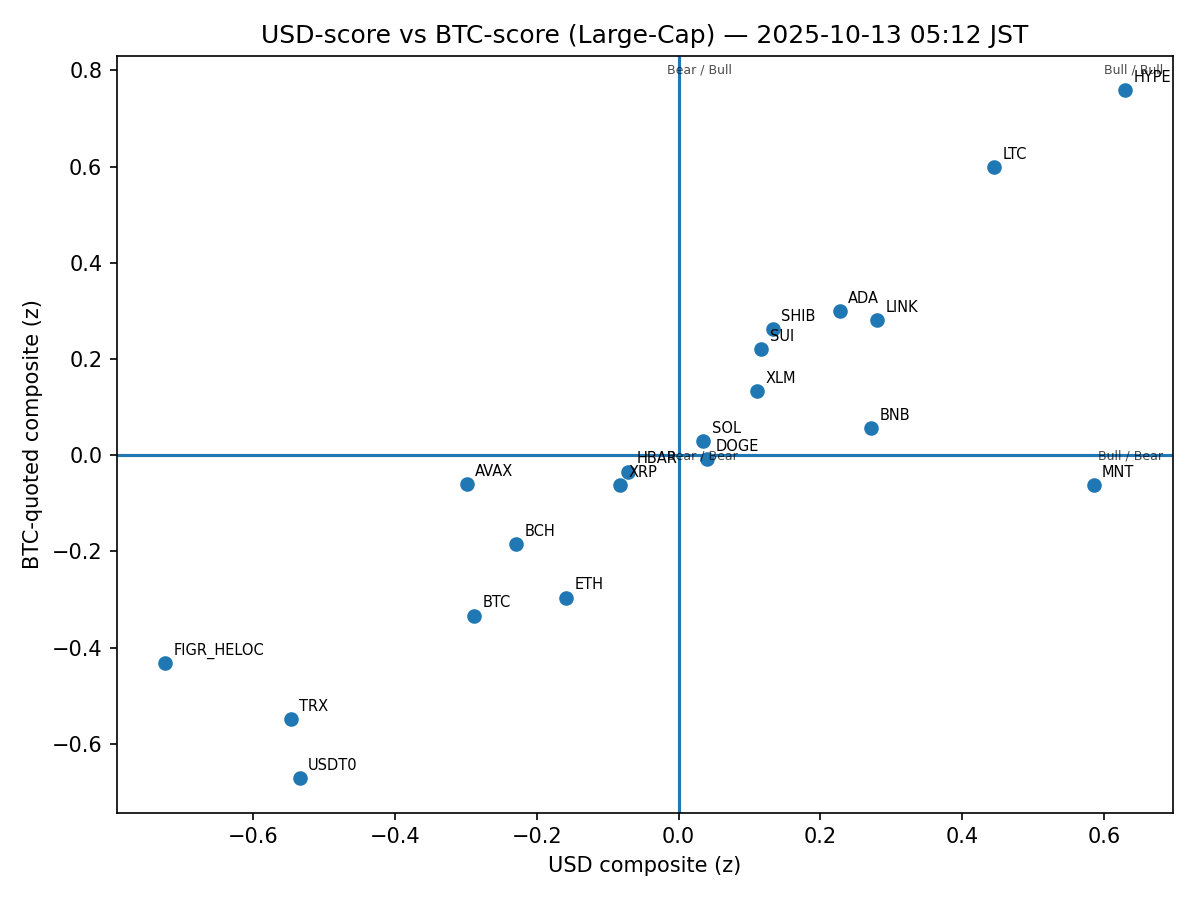 USD-score vs BTC-score (Large-Cap) — 2025-10-13 05:12 JST
BTC-quoted composite (z)
0.8
0.6
0.4
0.2
0.0
−0.2
−0.4
−0.6
Bear / Bull
Bull / Bull
HYPE
LTC
ADA
LINK
SHIB
SUI
XLM
BNB
SOL
DOGE
Bear / Bear
Bull / Bear
HBAR
XRP
AVAX
MNT
BCH
ETH
BTC
FIGR_HELOC
TRX
USDT0
−0.6
−0.4
−0.2
0.0
0.2
0.4
0.6
USD composite (z)